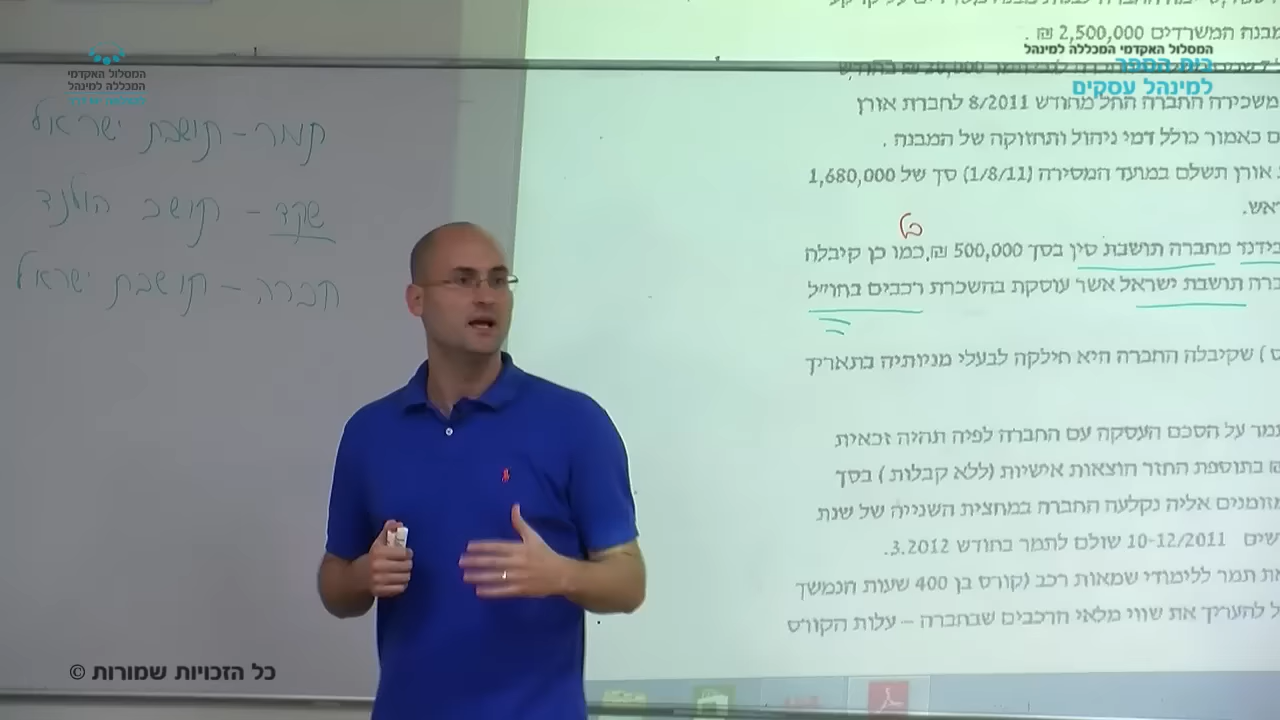 מבנה המשרדים 2,500,000 ₪ .
המסלול האקדמי המכללה למינהל
בית הספר
למינהל עסקים
משכירה החברה החל מחודש 8/2011 לחברת אורן
ם כאמור כולל דמי ניהול ותחזוקה של המבנה .
אורן תשלם במועד המסירה (1/8/11) סך של 1,680,000
ראש.
בידנד מחברה תושבת סין בסך 500,000 ₪,כמו כן קיבלה
ברה תושבת ישראל אשר עוסקת בהשכרת רכבים בחו"ל
ס ) שקיבלה החברה היא חילקה לבעלי מניותיה בתאריך
תמר על הסכם העסקה עם החברה לפיה תהיה זכאית
₪ בתוספת החזר הוצאות אישיות (ללא קבלות ) בסך
מזומנים אליה נקלעה החברה במחצית השנייה של שנת
שים 10-12/2011 שולם לתמר בחודש 3.2012.
את תמר ללימודי שמאות רכב (קורס בן 400 שעות הנמשך
ל להעריך את שווי מלאי הרכבים שבחברה – עלות הקורס
המסלול האקדמי
המכללה למינהל
תמר – תושבת ישראל
שקד – תושב הולנד
חברה – תושבת ישראל
כל הזכויות שמורות ©